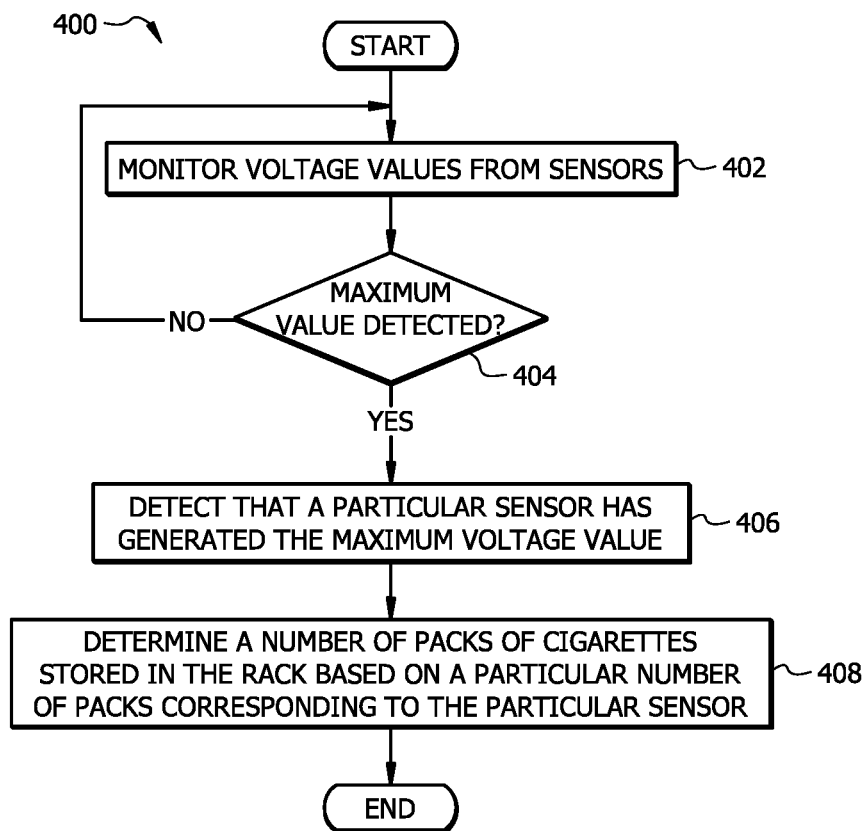 400
START
MONITOR VOLTAGE VALUES FROM SENSORS
402
MAXIMUM
VALUE DETECTED?
NO
404
YES
DETECT THAT A PARTICULAR SENSOR HAS
GENERATED THE MAXIMUM VOLTAGE VALUE
406
DETERMINE A NUMBER OF PACKS OF CIGARETTES
STORED IN THE RACK BASED ON A PARTICULAR NUMBER
OF PACKS CORRESPONDING TO THE PARTICULAR SENSOR
408
END